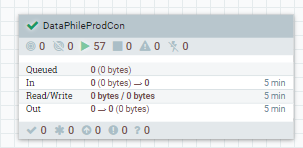 DataPhileProdCon
0 0 57 0 0 0
Queued 0 (0 bytes)
In 0 (0 bytes) → 0 5 min
Read/Write 0 bytes / 0 bytes 5 min
Out 0 → 0 (0 bytes) 5 min
0 0 0 0 ? 0